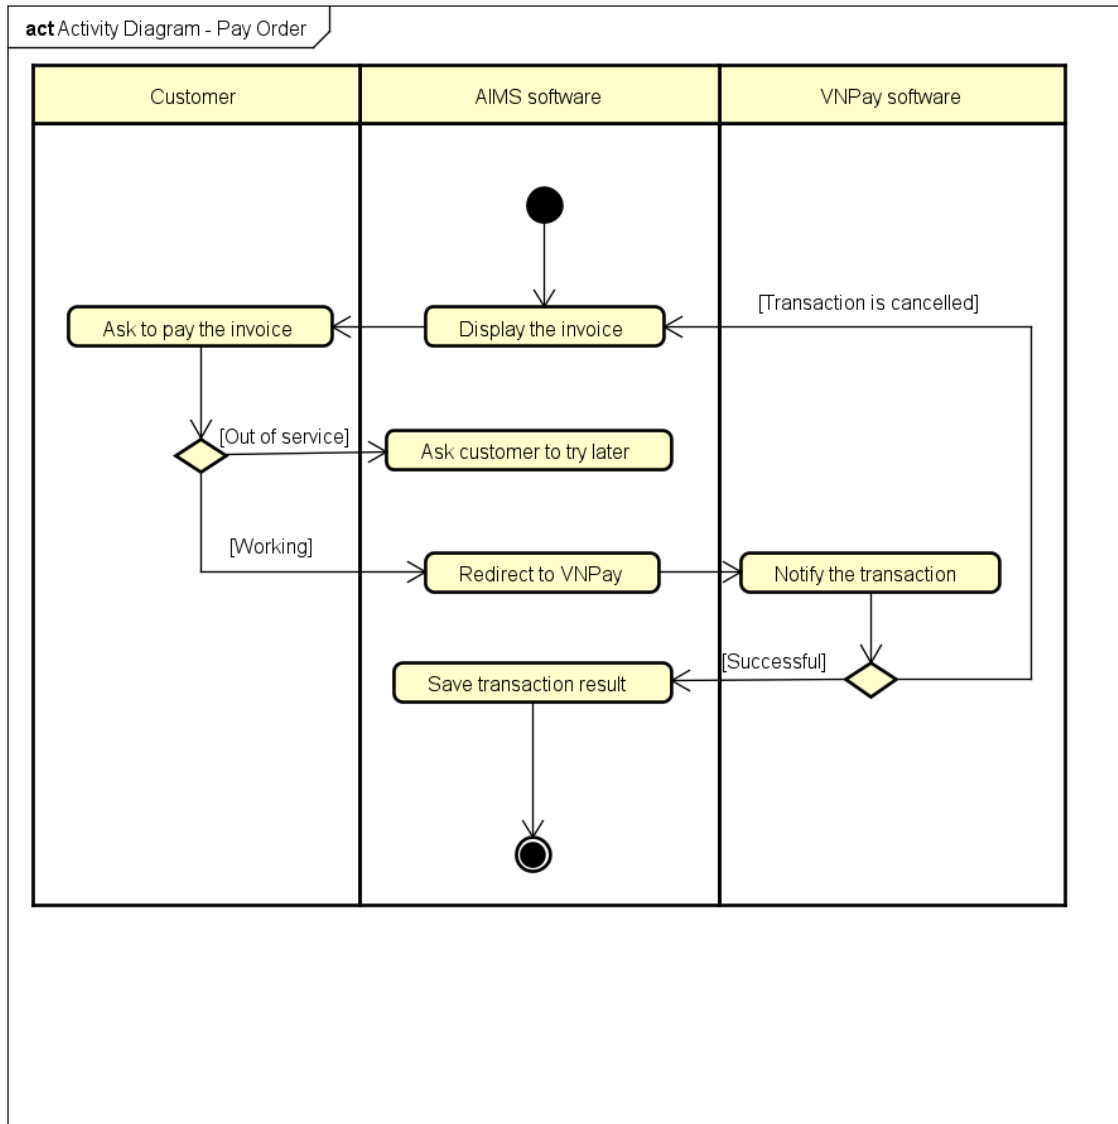 act Activity Diagram - Pay Order
Customer
AIMS software
VNPay software
[Transaction is cancelled]
Ask to pay the invoice
Display the invoice
[Out of service]
Ask customer to try later
[Working]
Redirect to VNPay
Notify the transaction
[Successful]
Save transaction result